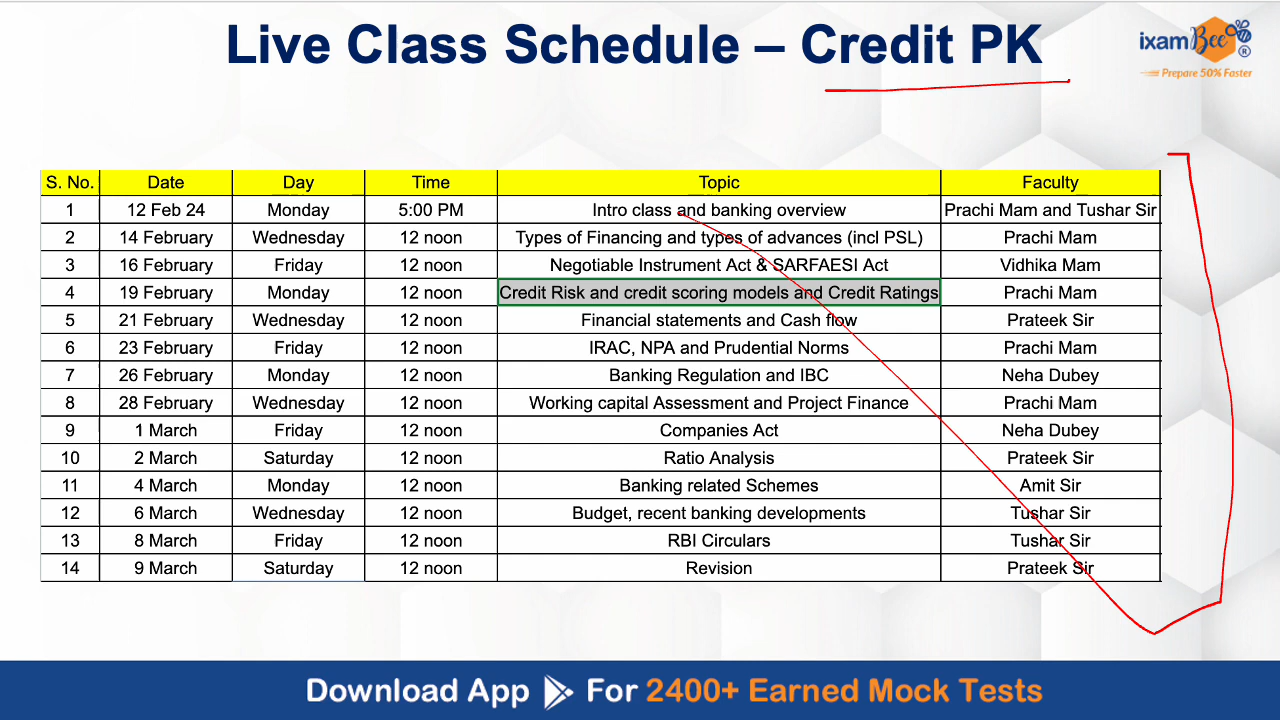 Live Class Schedule – Credit PK
ixamBee
®
Prepare 50% Faster
S. No. Date Day Time Topic Faculty
1 12 Feb 24 Monday 5:00 PM Intro class and banking overview Prachi Mam and Tushar Sir
2 14 February Wednesday 12 noon Types of Financing and types of advances (incl PSL) Prachi Mam
3 16 February Friday 12 noon Negotiable Instrument Act & SARFAESI Act Vidhika Mam
4 19 February Monday 12 noon Credit Risk and credit scoring models and Credit Ratings Prachi Mam
5 21 February Wednesday 12 noon Financial statements and Cash flow Prateek Sir
6 23 February Friday 12 noon IRAC, NPA and Prudential Norms Prachi Mam
7 26 February Monday 12 noon Banking Regulation and IBC Neha Dubey
8 28 February Wednesday 12 noon Working capital Assessment and Project Finance Prachi Mam
9 1 March Friday 12 noon Companies Act Neha Dubey
10 2 March Saturday 12 noon Ratio Analysis Prateek Sir
11 4 March Monday 12 noon Banking related Schemes Amit Sir
12 6 March Wednesday 12 noon Budget, recent banking developments Tushar Sir
13 8 March Friday 12 noon RBI Circulars Tushar Sir
14 9 March Saturday 12 noon Revision Prateek Sir
Download App For 2400+ Earned Mock Tests